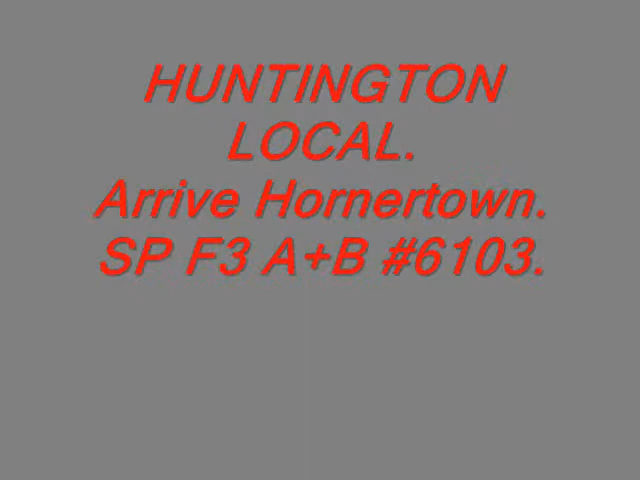 HUNTINGTON
LOCAL.
Arrive Hornertown.
SP F3 A+B #6103.